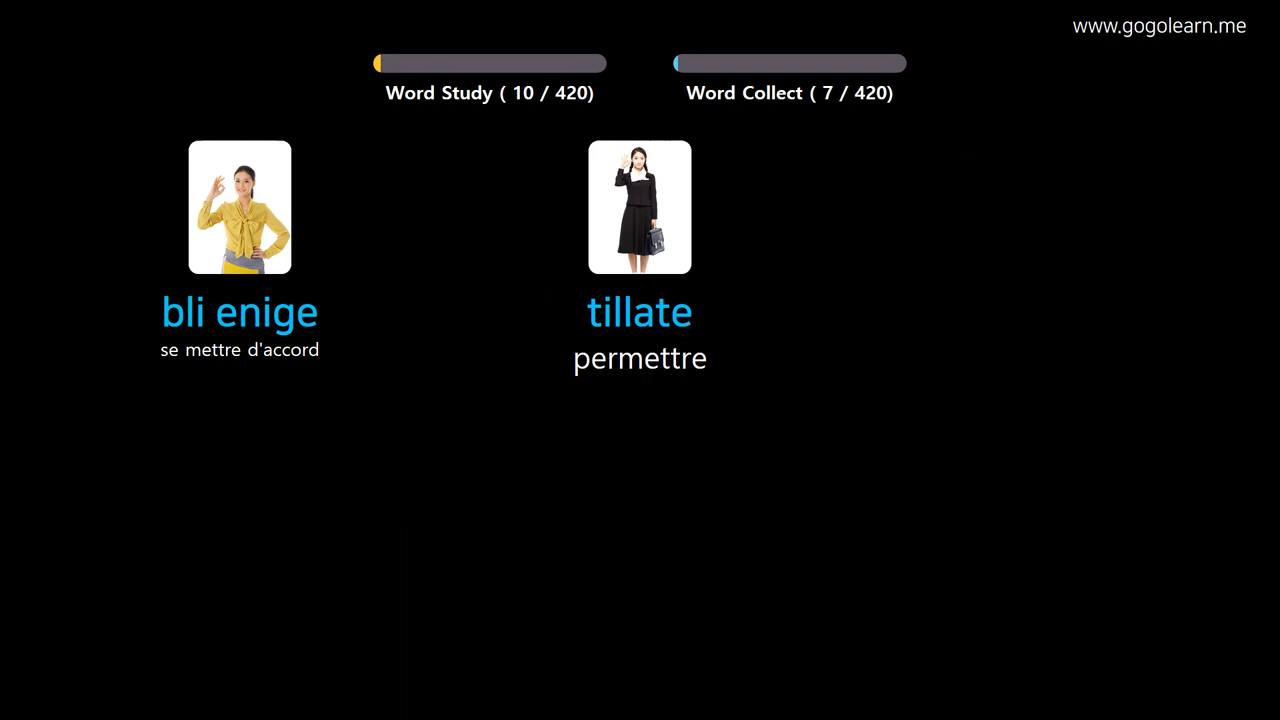 www.gogolearn.me
Word Study ( 10 / 420)
Word Collect ( 7 / 420)
bli enige
se mettre d'accord
tillate
permettre